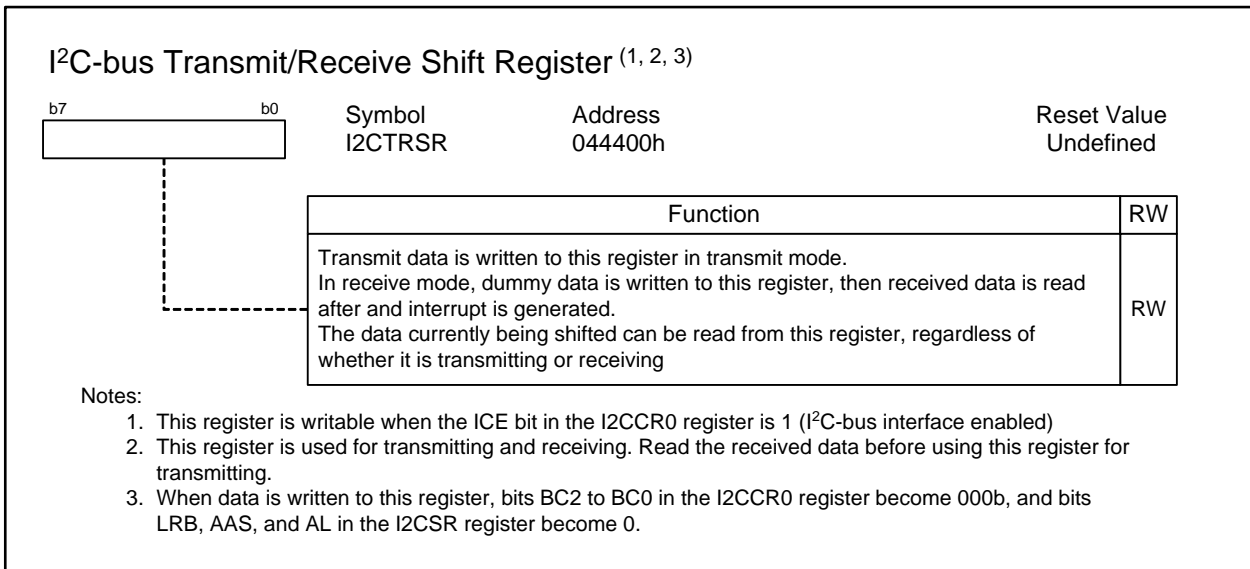 I²C-bus Transmit/Receive Shift Register (1, 2, 3)
b7 b0 Symbol Address Reset Value
I2CTRSR 044400h Undefined
Function RW
Transmit data is written to this register in transmit mode.
In receive mode, dummy data is written to this register, then received data is read
after and interrupt is generated.
The data currently being shifted can be read from this register, regardless of
whether it is transmitting or receiving
RW
Notes:
1. This register is writable when the ICE bit in the I2CCR0 register is 1 (I²C-bus interface enabled)
2. This register is used for transmitting and receiving. Read the received data before using this register for
transmitting.
3. When data is written to this register, bits BC2 to BC0 in the I2CCR0 register become 000b, and bits
LRB, AAS, and AL in the I2CSR register become 0.